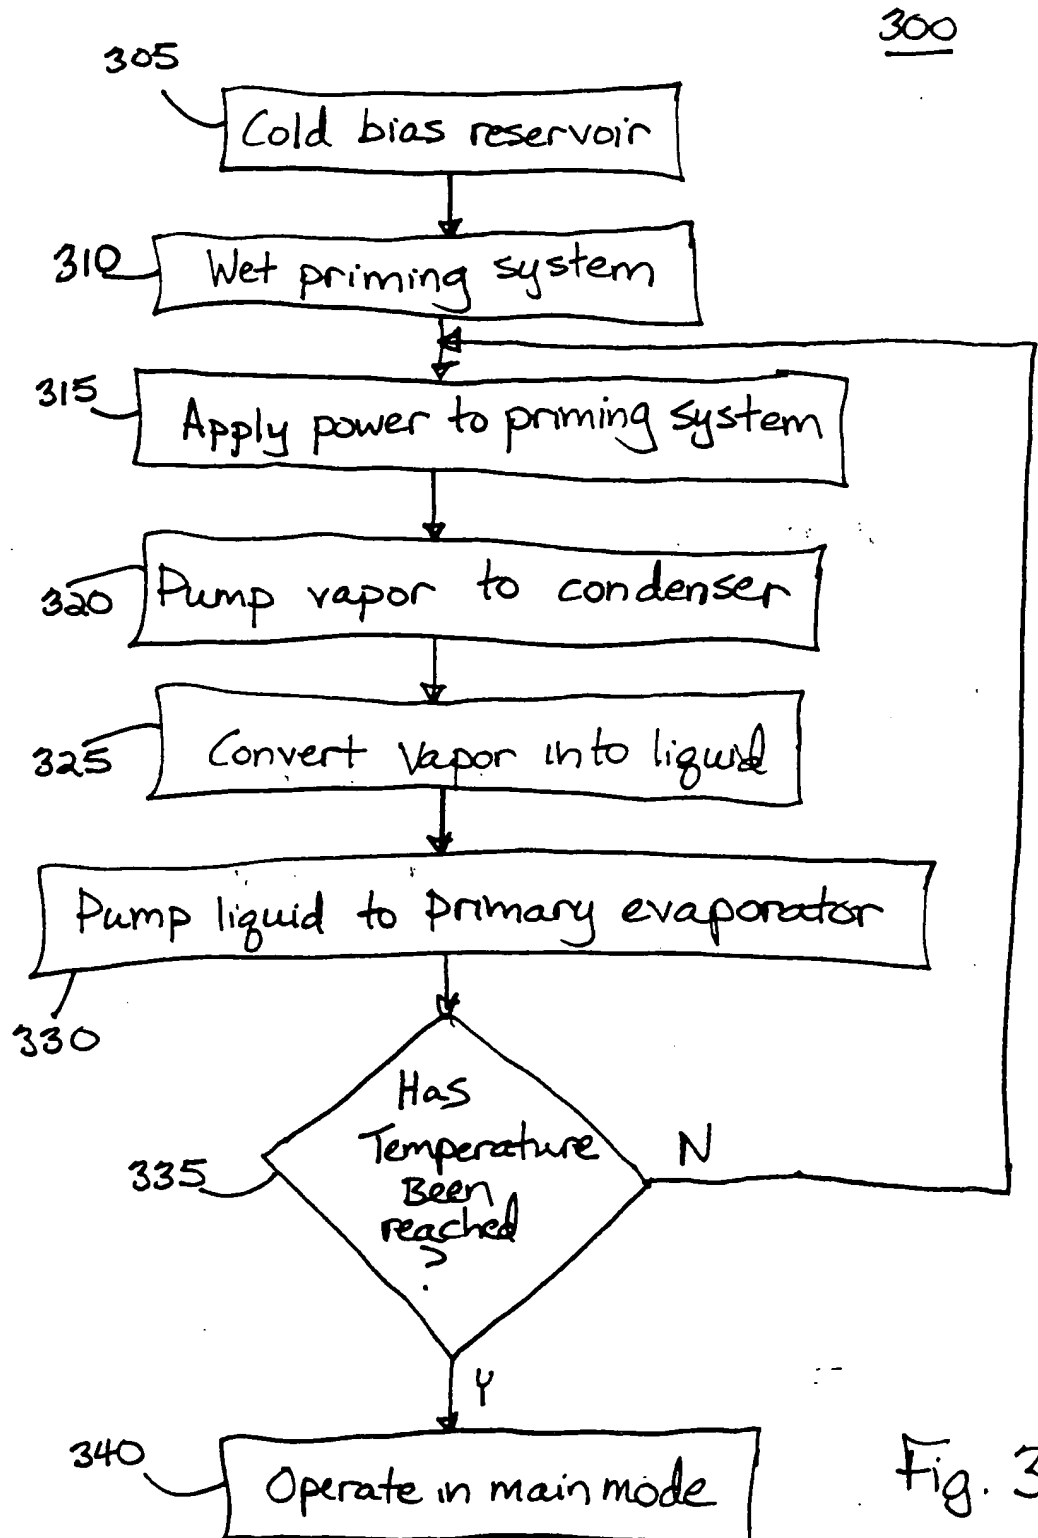 300
305
Cold bias reservoir
310
Wet priming system
315
Apply power to priming system
320
Pump vapor to condenser
325
Convert vapor into liquid
Pump liquid to primary evaporator
330
Has
Temperature
Been
reached
?
N
335
Y
340
Operate in main mode
Fig. 3